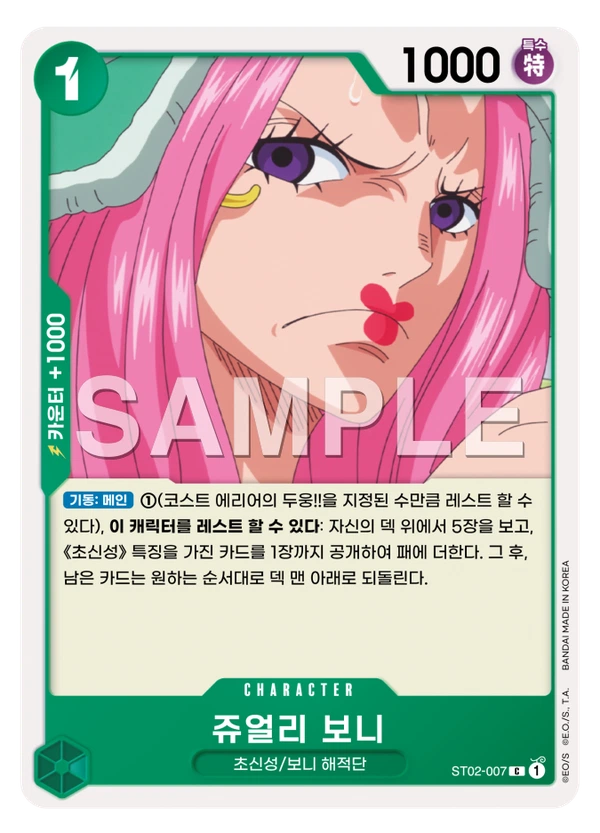 1
1000
특수
特
카운터 +1000
SAMPLE
기동: 메인 ①(코스트 에리어의 두웅!!을 지정된 수만큼 레스트 할 수
있다), 이 캐릭터를 레스트 할 수 있다: 자신의 덱 위에서 5장을 보고,
《초신성》 특징을 가진 카드를 1장까지 공개하여 패에 더한다. 그 후,
남은 카드는 원하는 순서대로 덱 맨 아래로 되돌린다.
CHARACTER
쥬얼리 보니
초신성/보니 해적단
ST02-007 C 1
©EO/S ©E.O./S., T.A. BANDAI MADE IN KOREA